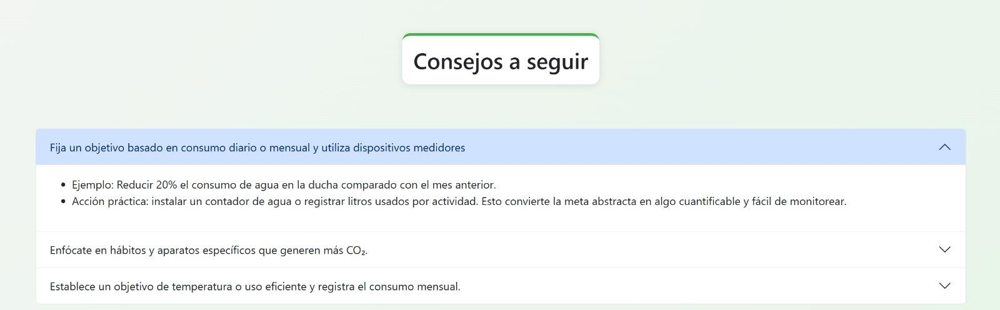 Consejos a seguir
Fija un objetivo basado en consumo diario o mensual y utiliza dispositivos medidores
• Ejemplo: Reducir 20% el consumo de agua en la ducha comparado con el mes anterior.
• Acción práctica: instalar un contador de agua o registrar litros usados por actividad. Esto convierte la meta abstracta en algo cuantificable y fácil de monitorear.
Enfócate en hábitos y aparatos específicos que generen más CO₂.
Establece un objetivo de temperatura o uso eficiente y registra el consumo mensual.